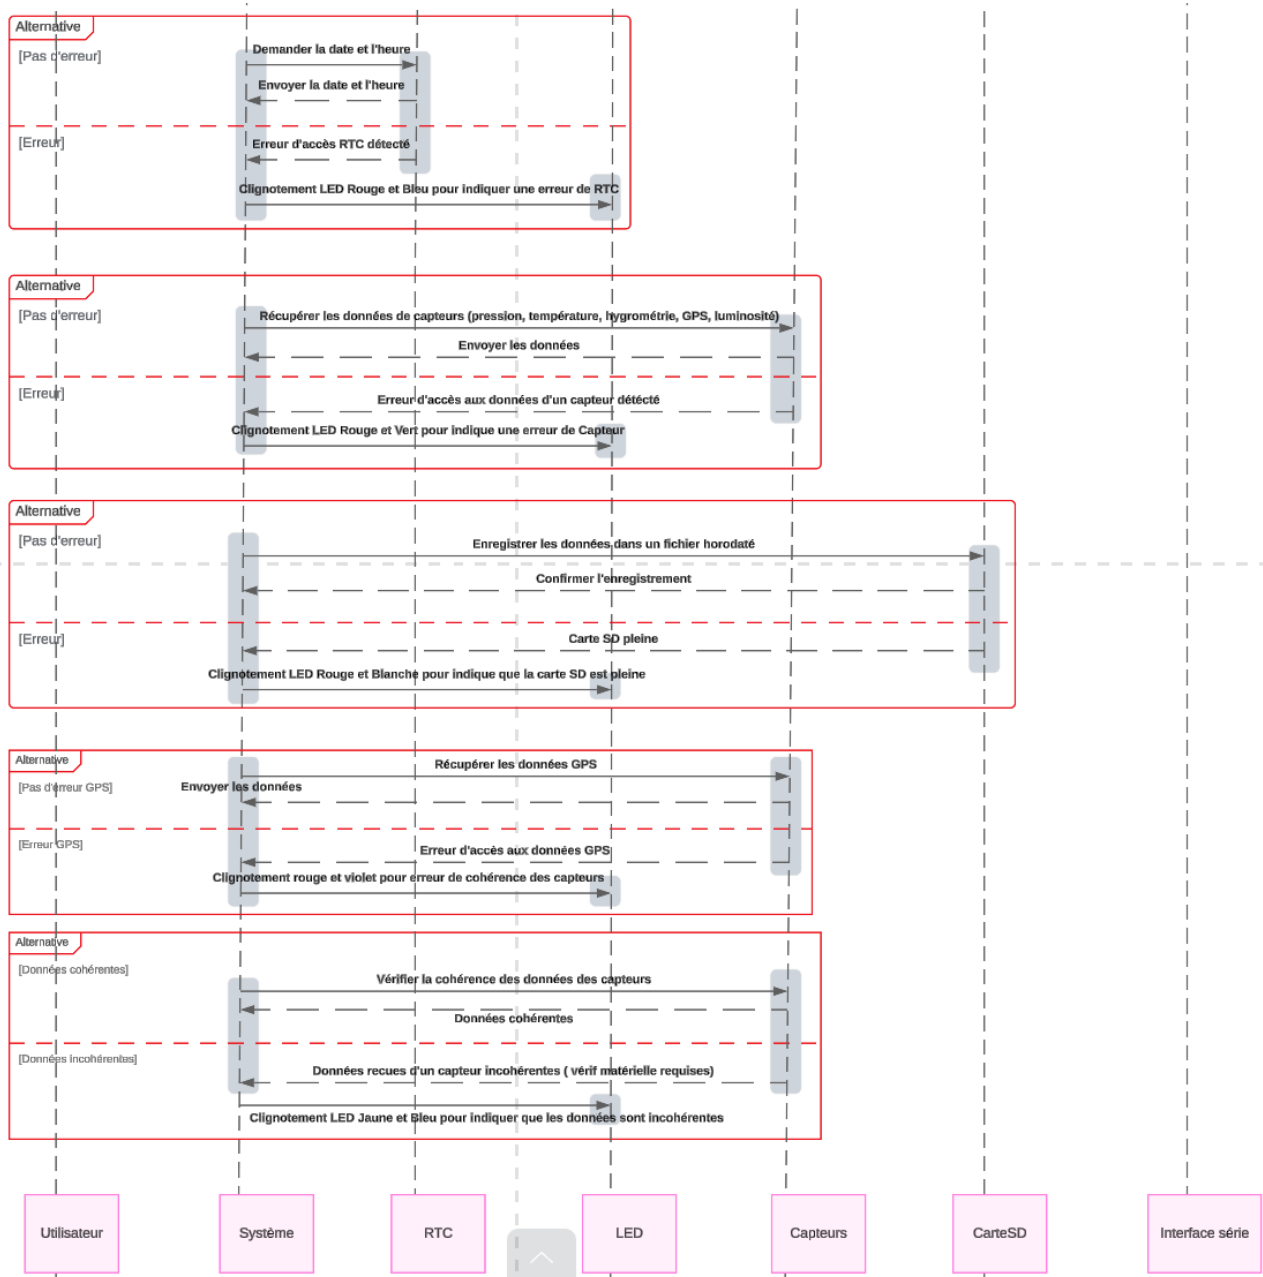 Alternative
[Pas d'erreur]
Demander la date et l'heure
Envoyer la date et l'heure
[Erreur]
Erreur d'accès RTC détecté
Clignotement LED Rouge et Bleu pour indiquer une erreur de RTC
Alternative
[Pas d'erreur]
Récupérer les données de capteurs (pression, température, hygrométrie, GPS, luminosité)
Envoyer les données
[Erreur]
Erreur d'accès aux données d'un capteur détécté
Clignotement LED Rouge et Vert pour indique une erreur de Capteur
Alternative
[Pas d'erreur]
Enregistrer les données dans un fichier horodaté
Confirmer l'enregistrement
[Erreur]
Carte SD pleine
Clignotement LED Rouge et Blanche pour indique que la carte SD est pleine
Alternative
Récupérer les données GPS
[Pas d'erreur GPS]
Envoyer les données
[Erreur GPS]
Erreur d'accès aux données GPS
Clignotement rouge et violet pour erreur de cohérence des capteurs
Alternative
[Données cohérentes]
Vérifier la cohérence des données des capteurs
Données cohérentes
[Données incohérentes]
Données recues d'un capteur incohérentes ( vérif matérielle requises)
Clignotement LED Jaune et Bleu pour indiquer que les données sont incohérentes
Utilisateur
Système
RTC
LED
Capteurs
CarteSD
Interface série